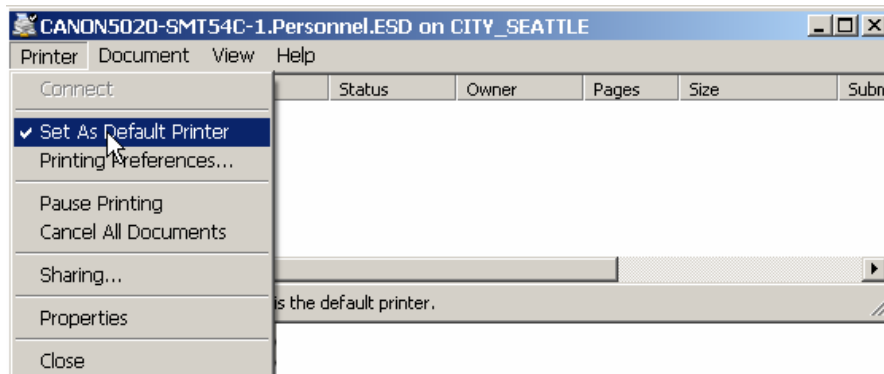 CANON5020-SMT54C-1.Personnel.ESD on CITY_SEATTLE
Printer Document View Help
Connect
Status Owner Pages Size Subm
Set As Default Printer
Printing Preferences...
Pause Printing
Cancel All Documents
Sharing...
is the default printer.
Properties
Close